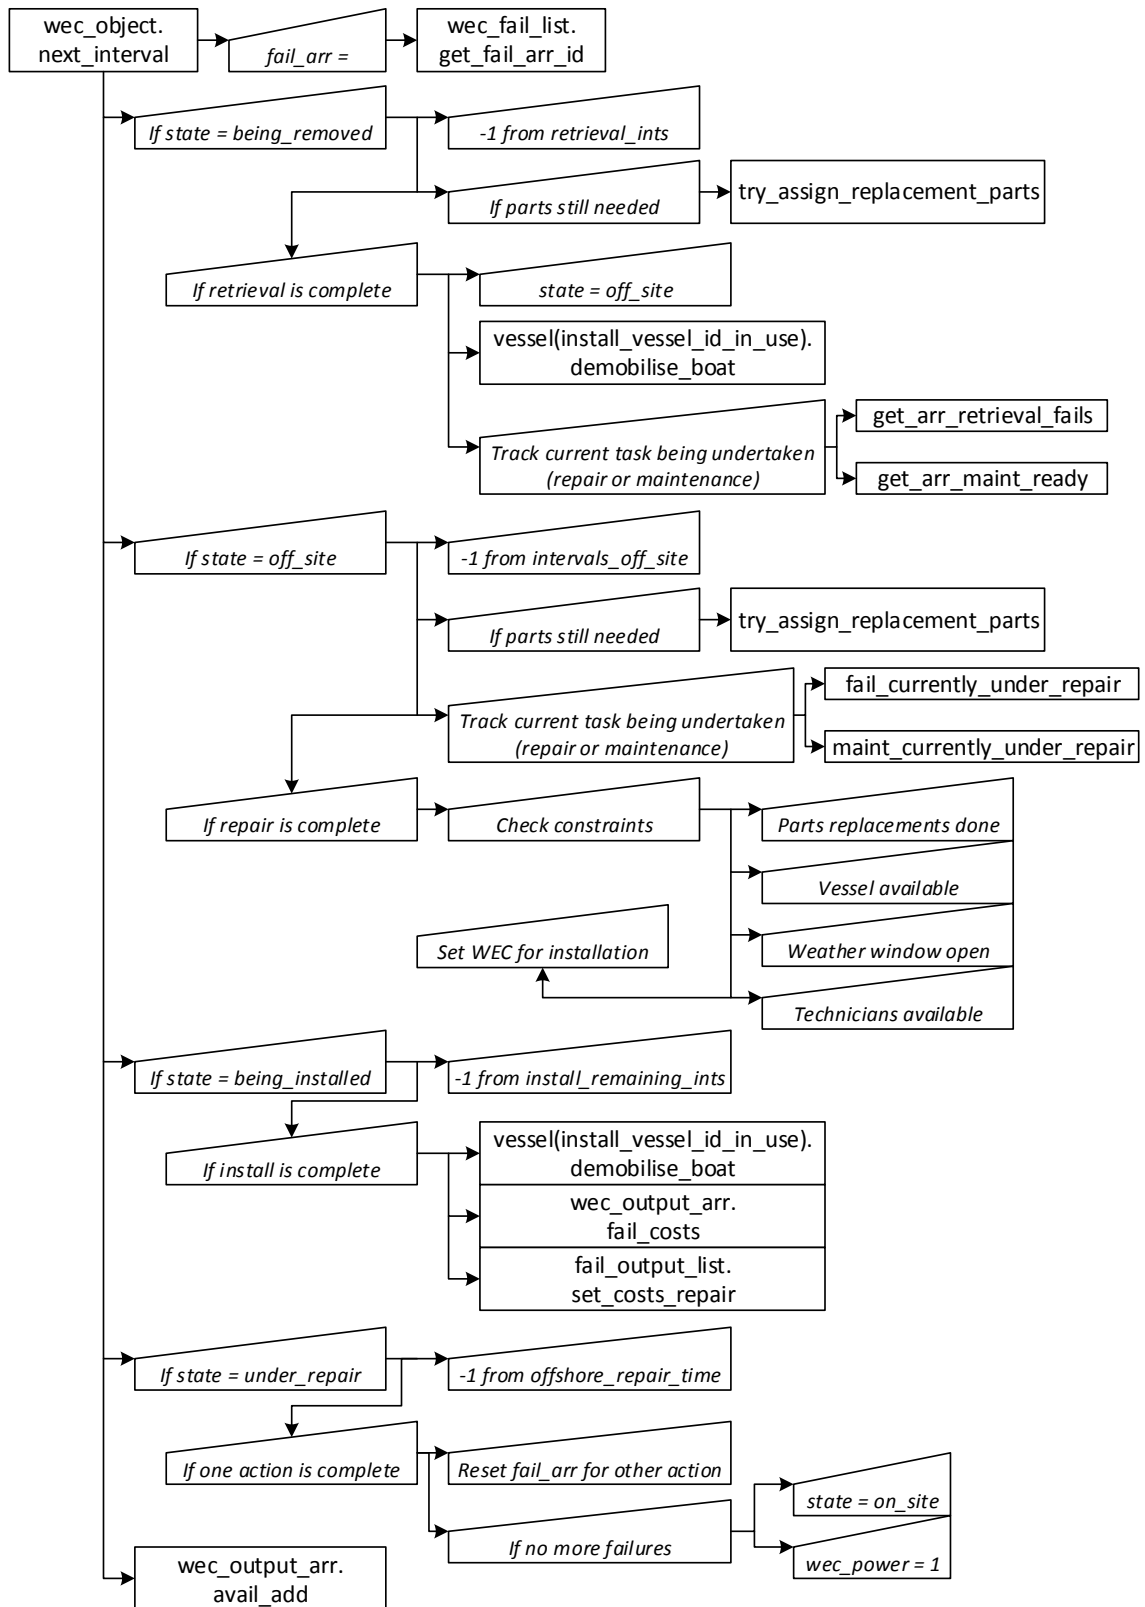 wec_object.
next_interval
fail_arr =
wec_fail_list.
get_fail_arr_id
If state = being_removed
-1 from retrieval_ints
If parts still needed
try_assign_replacement_parts
If retrieval is complete
state = off_site
vessel(install_vessel_id_in_use).
demobilise_boat
Track current task being undertaken
(repair or maintenance)
get_arr_retrieval_fails
get_arr_maint_ready
If state = off_site
-1 from intervals_off_site
If parts still needed
try_assign_replacement_parts
Track current task being undertaken
(repair or maintenance)
fail_currently_under_repair
maint_currently_under_repair
If repair is complete
Check constraints
Parts replacements done
Vessel available
Set WEC for installation
Weather window open
Technicians available
If state = being_installed
-1 from install_remaining_ints
If install is complete
vessel(install_vessel_id_in_use).
demobilise_boat
wec_output_arr.
fail_costs
fail_output_list.
set_costs_repair
If state = under_repair
-1 from offshore_repair_time
If one action is complete
Reset fail_arr for other action
state = on_site
If no more failures
wec_power = 1
wec_output_arr.
avail_add